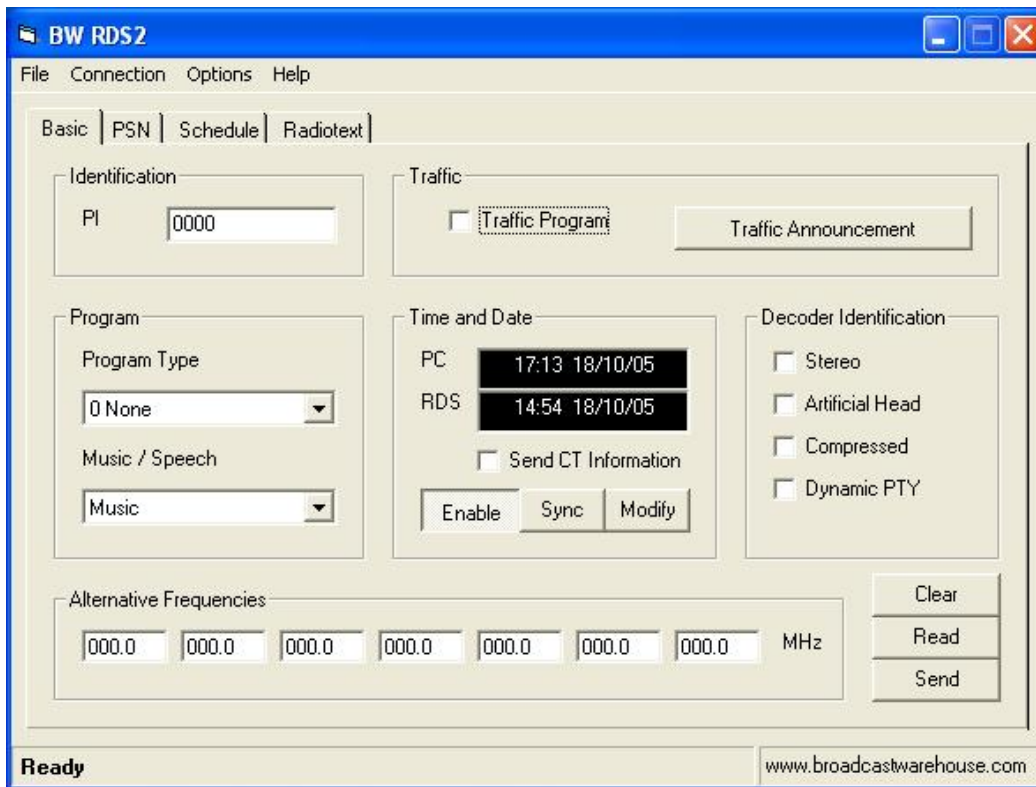 BW RDS2
File Connection Options Help
Basic PSN Schedule Radiotext
Identification
PI 0000
Traffic
Traffic Program Traffic Announcement
Program
Program Type
0 None
Music / Speech
Music
Time and Date
PC 17:13 18/10/05
RDS 14:54 18/10/05
Send CT Information
Enable Sync Modify
Decoder Identification
Stereo
Artificial Head
Compressed
Dynamic PTY
Alternative Frequencies
000.0 000.0 000.0 000.0 000.0 000.0 000.0 MHz
Clear
Read
Send
Ready www.broadcastwarehouse.com